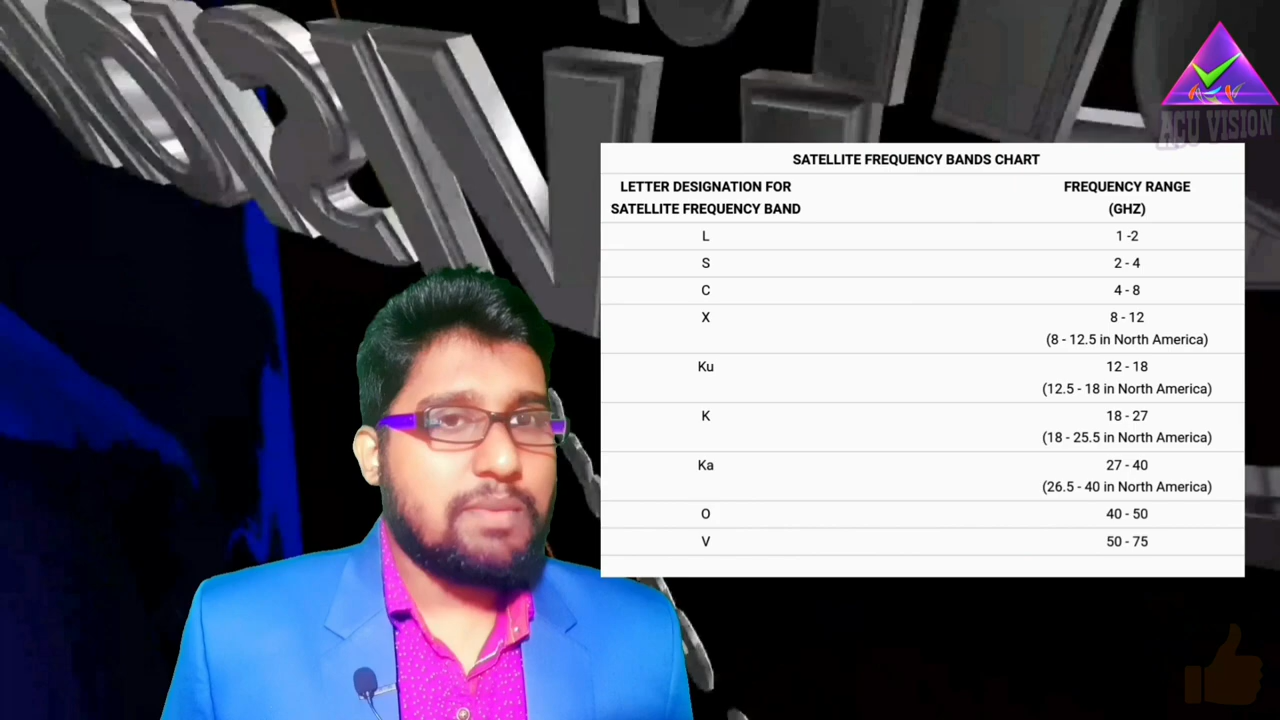 ACU VISION
SATELLITE FREQUENCY BANDS CHART
LETTER DESIGNATION FOR SATELLITE FREQUENCY BAND
FREQUENCY RANGE (GHZ)
L 1 -2
S 2 - 4
C 4 - 8
X 8 - 12
(8 - 12.5 in North America)
Ku 12 - 18
(12.5 - 18 in North America)
K 18 - 27
(18 - 25.5 in North America)
Ka 27 - 40
(26.5 - 40 in North America)
O 40 - 50
V 50 - 75